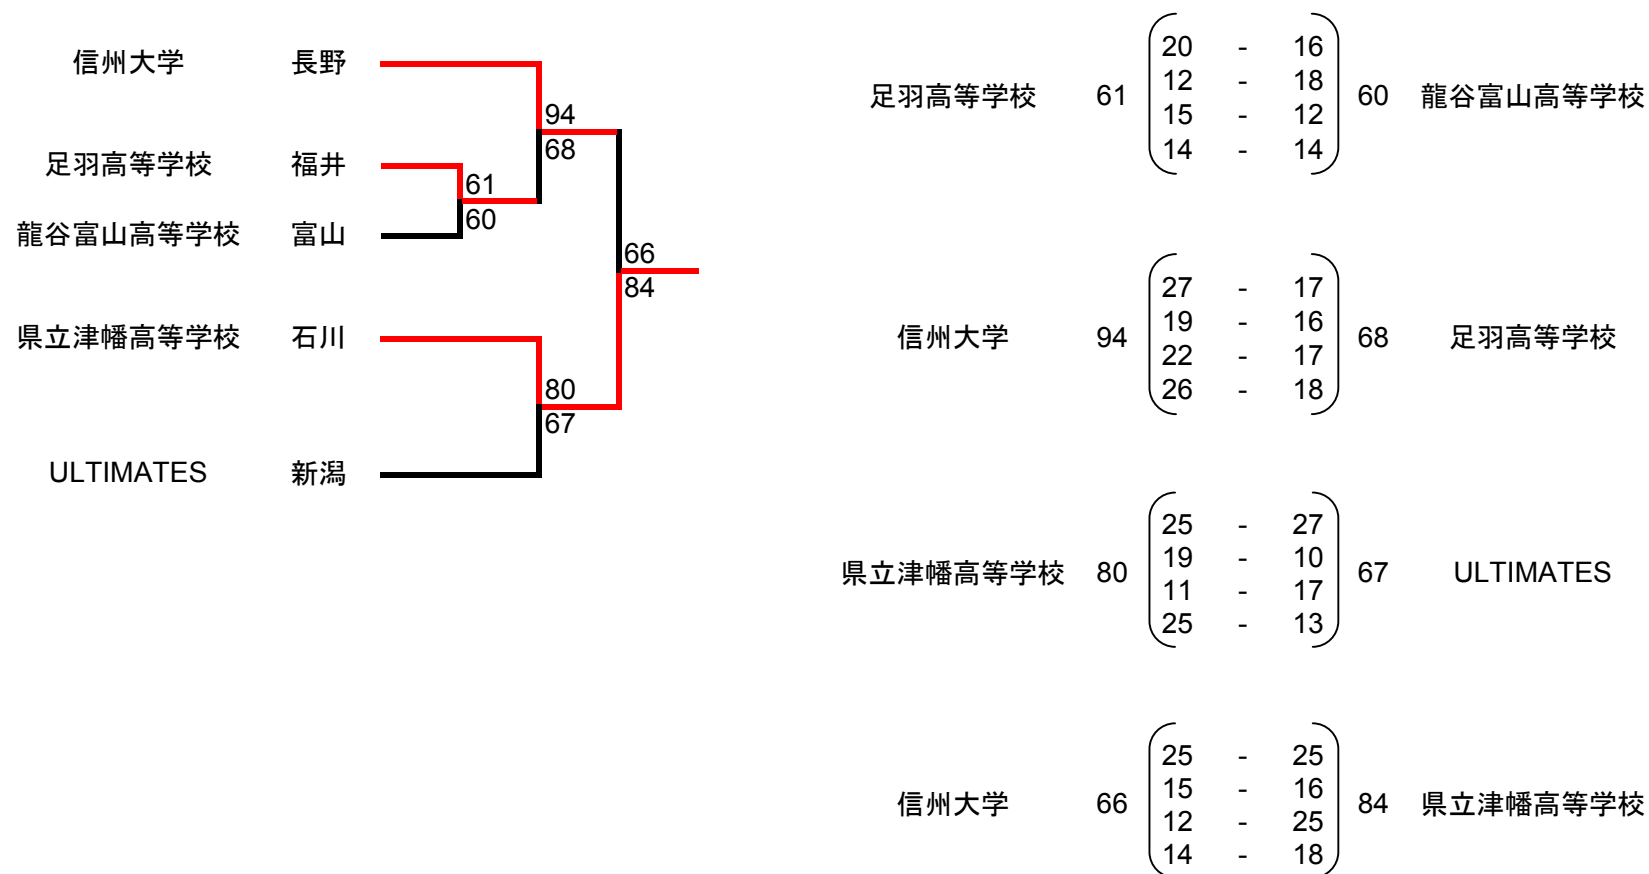 信州大学 長野
94
68
足羽高等学校 福井
61
60
龍谷富山高等学校 富山
66
84
県立津幡高等学校 石川
80
67
ULTIMATES 新潟
足羽高等学校 61 60 龍谷富山高等学校
20 - 16
12 - 18
15 - 12
14 - 14
信州大学 94 68 足羽高等学校
27 - 17
19 - 16
22 - 17
26 - 18
県立津幡高等学校 80 67 ULTIMATES
25 - 27
19 - 10
11 - 17
25 - 13
信州大学 66 84 県立津幡高等学校
25 - 25
15 - 16
12 - 25
14 - 18